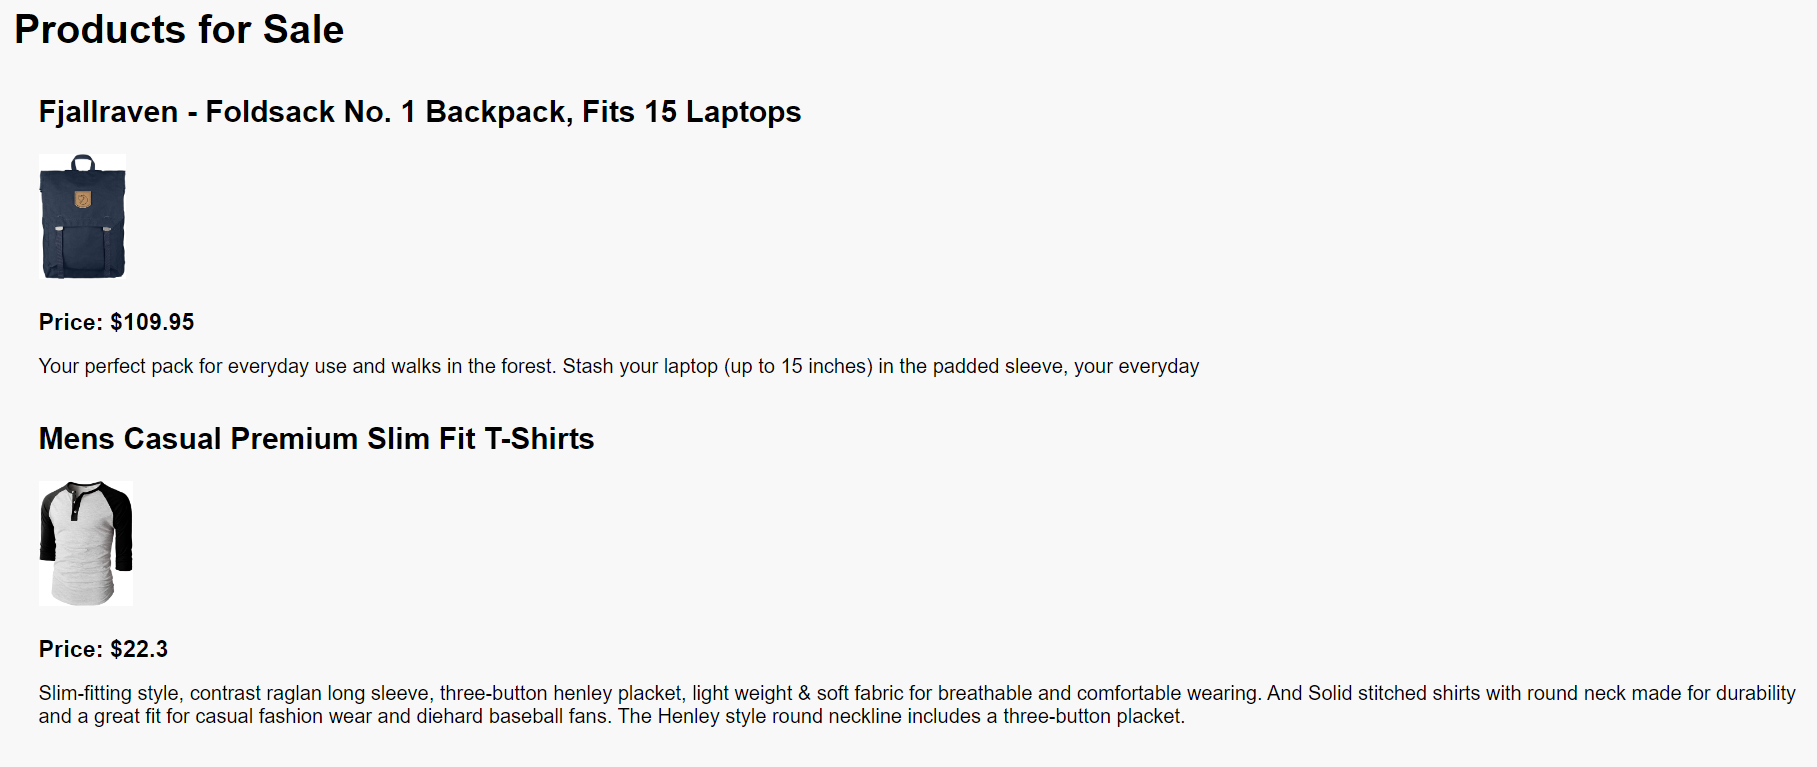 Products for Sale
Fjallraven - Foldsack No. 1 Backpack, Fits 15 Laptops
Price: $109.95
Your perfect pack for everyday use and walks in the forest. Stash your laptop (up to 15 inches) in the padded sleeve, your everyday
Mens Casual Premium Slim Fit T-Shirts
Price: $22.3
Slim-fitting style, contrast raglan long sleeve, three-button henley placket, light weight & soft fabric for breathable and comfortable wearing. And Solid stitched shirts with round neck made for durability
and a great fit for casual fashion wear and diehard baseball fans. The Henley style round neckline includes a three-button placket.